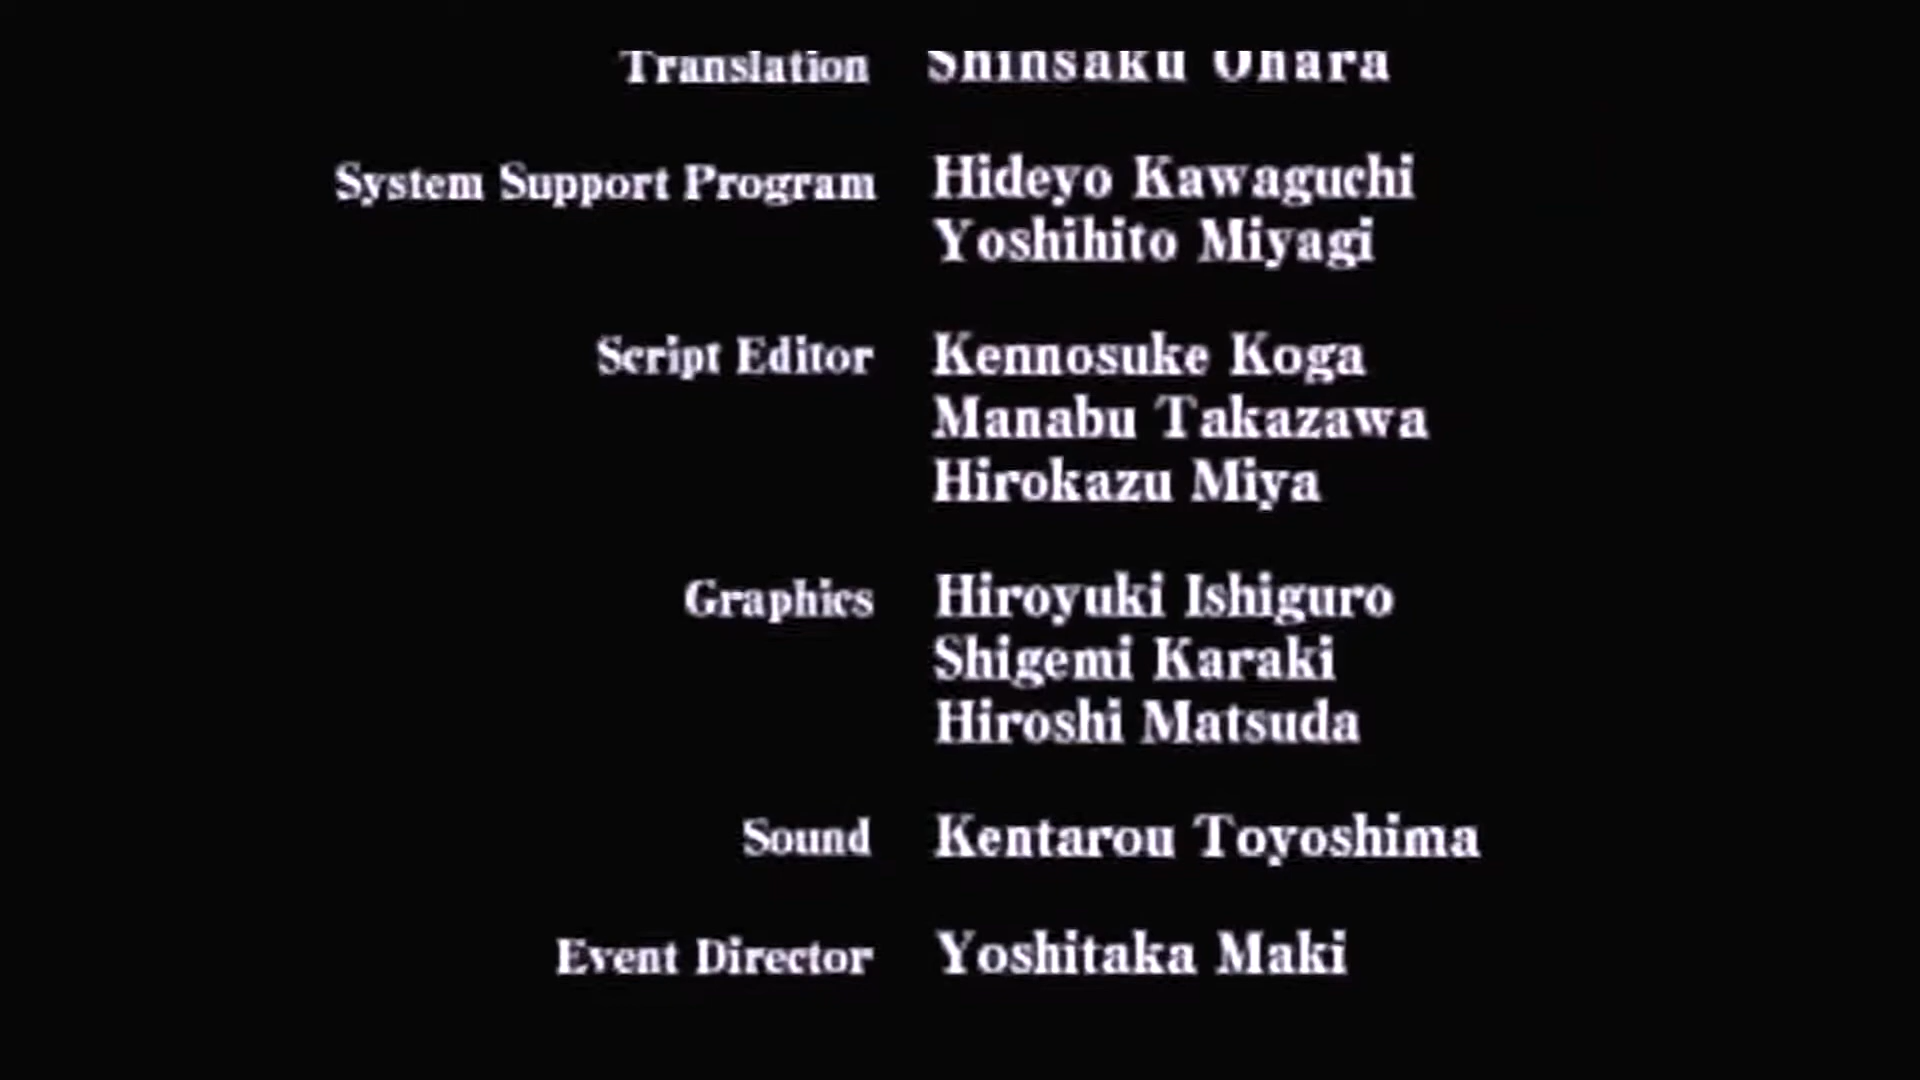 Translation Shinsaku Ohara
System Support Program Hideyo Kawaguchi
Yoshihito Miyagi
Script Editor Kennosuke Koga
Manabu Takazawa
Hirokazu Miya
Graphics Hiroyuki Ishiguro
Shigemi Karaki
Hiroshi Matsuda
Sound Kentarou Toyoshima
Event Director Yoshitaka Maki